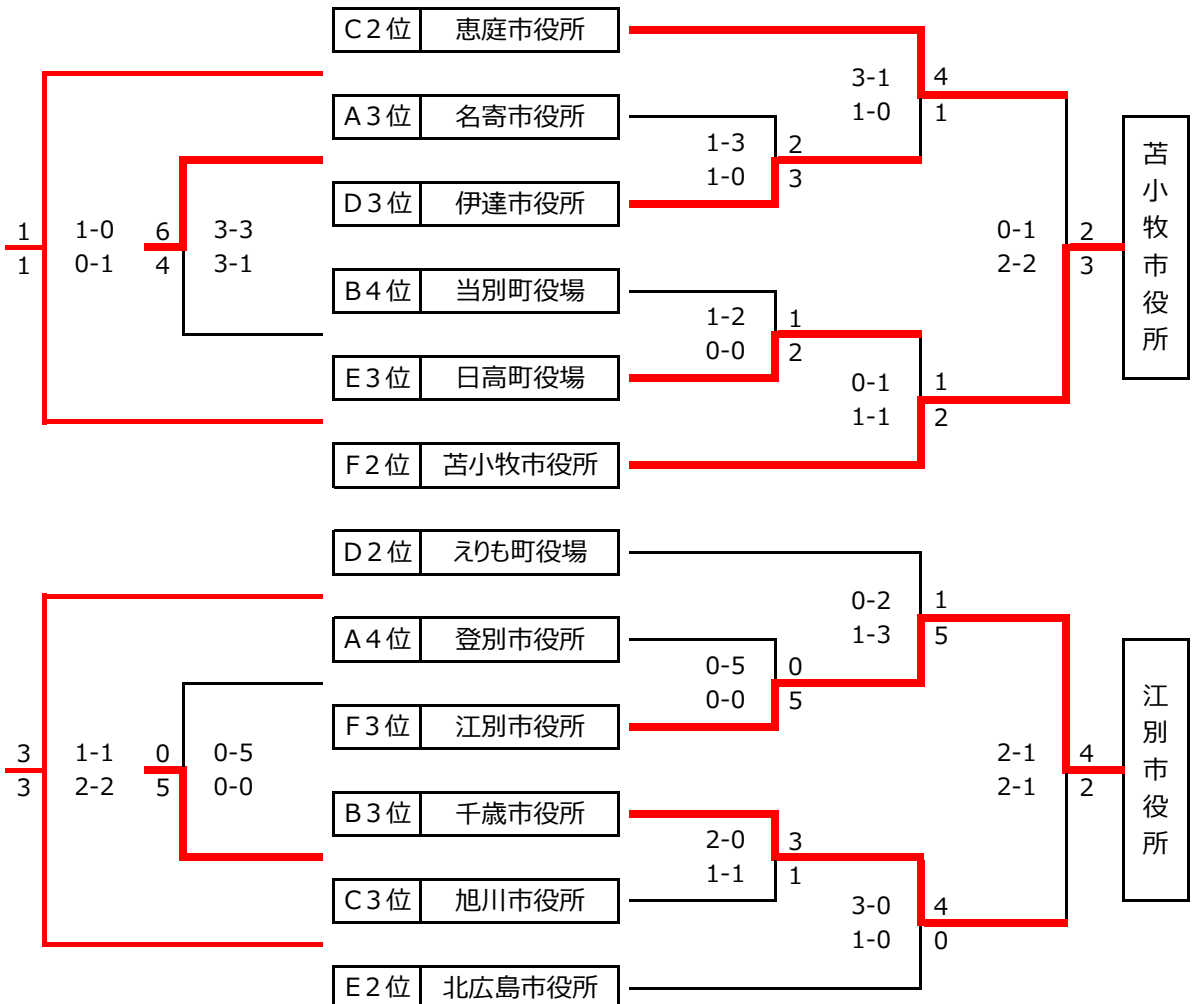 C2位 恵庭市役所
3-1 4
1-0 1
A3位 名寄市役所
1-3 2
1-0 3
D3位 伊達市役所
1 1-0 6 3-3
1 0-1 4 3-1
0-1 2
2-2 3
苫小牧市役所
B4位 当別町役場
1-2 1
0-0 2
E3位 日高町役場
0-1 1
1-1 2
F2位 苫小牧市役所
D2位 えりも町役場
0-2 1
1-3 5
A4位 登別市役所
0-5 0
0-0 5
F3位 江別市役所
3 1-1 0 0-5
3 2-2 5 0-0
2-1 4
2-1 2
江別市役所
B3位 千歳市役所
2-0 3
1-1 1
C3位 旭川市役所
3-0 4
1-0 0
E2位 北広島市役所